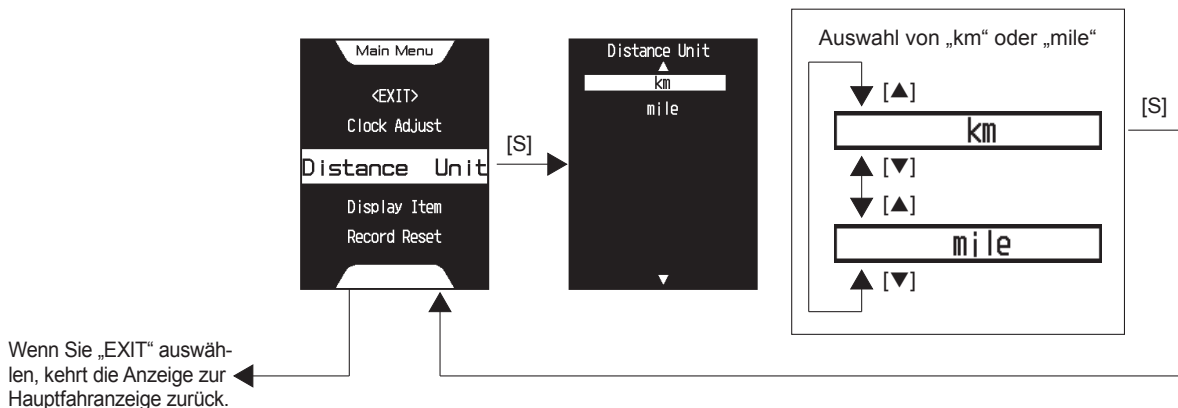 Main Menu
<EXIT>
Clock Adjust
Distance Unit
Display Item
Record Reset
[S]
Distance Unit
▲
km
mile
▼
Auswahl von „km“ oder „mile“
[▲]
km
[▼]
[▲]
mile
[▼]
[S]
Wenn Sie „EXIT“ auswäh-
len, kehrt die Anzeige zur
Hauptfahranzeige zurück.